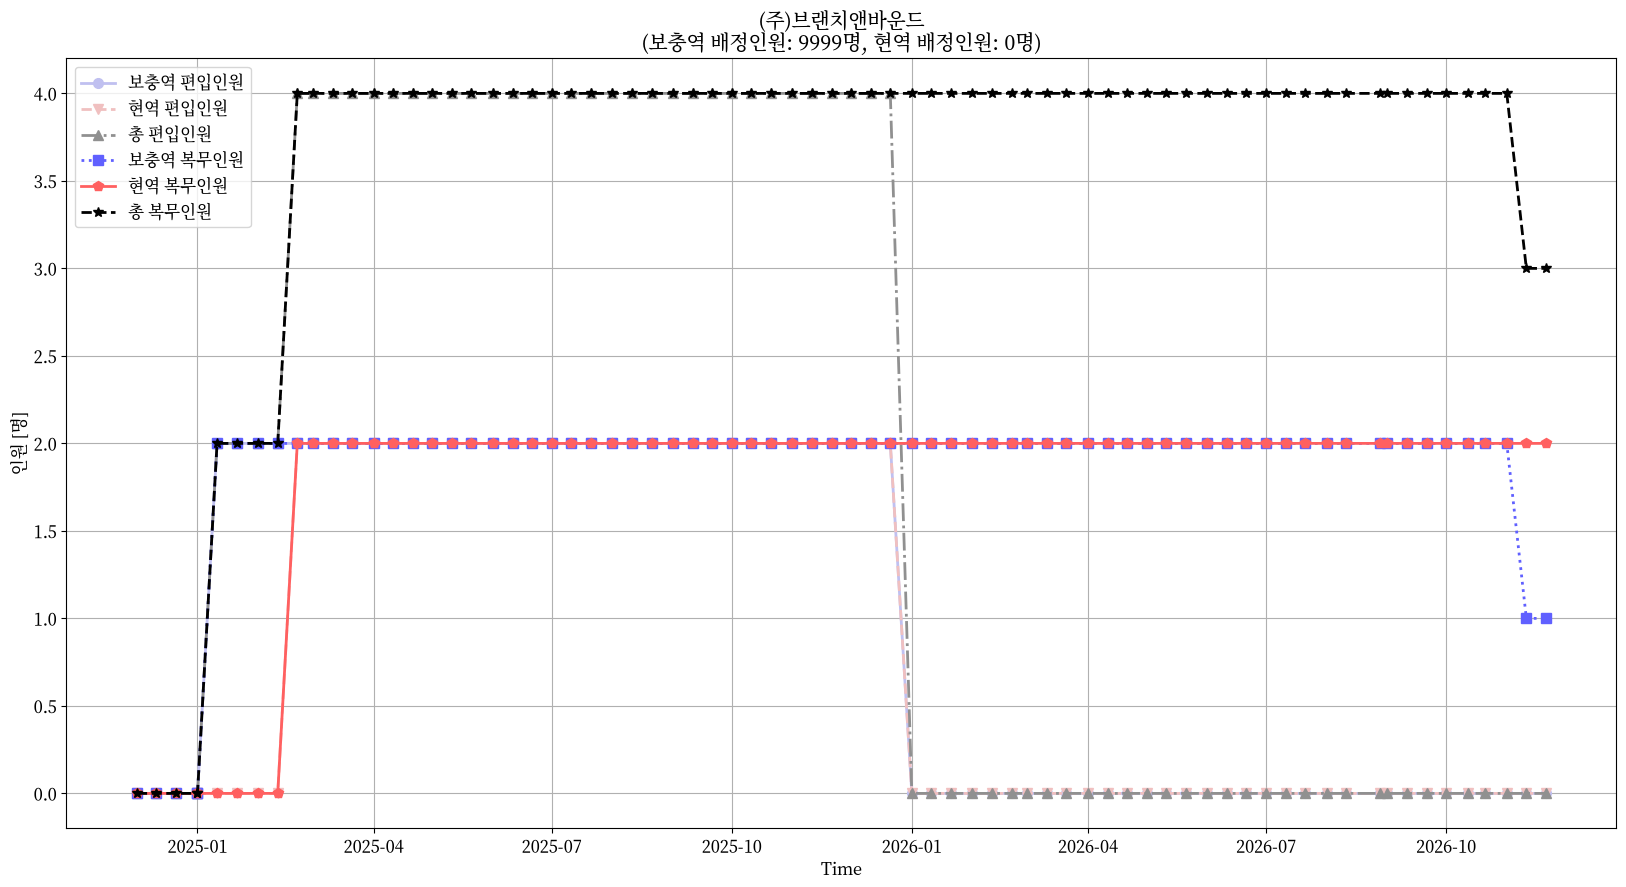 (주)브랜치앤바운드
(보충역 배정인원: 9999명, 현역 배정인원: 0명)
보충역 편입인원
현역 편입인원
총 편입인원
보충역 복무인원
현역 복무인원
총 복무인원
4.0
3.5
3.0
2.5
2.0
1.5
1.0
0.5
0.0
인원 [명]
2025-01
2025-04
2025-07
2025-10
2026-01
2026-04
2026-07
2026-10
Time